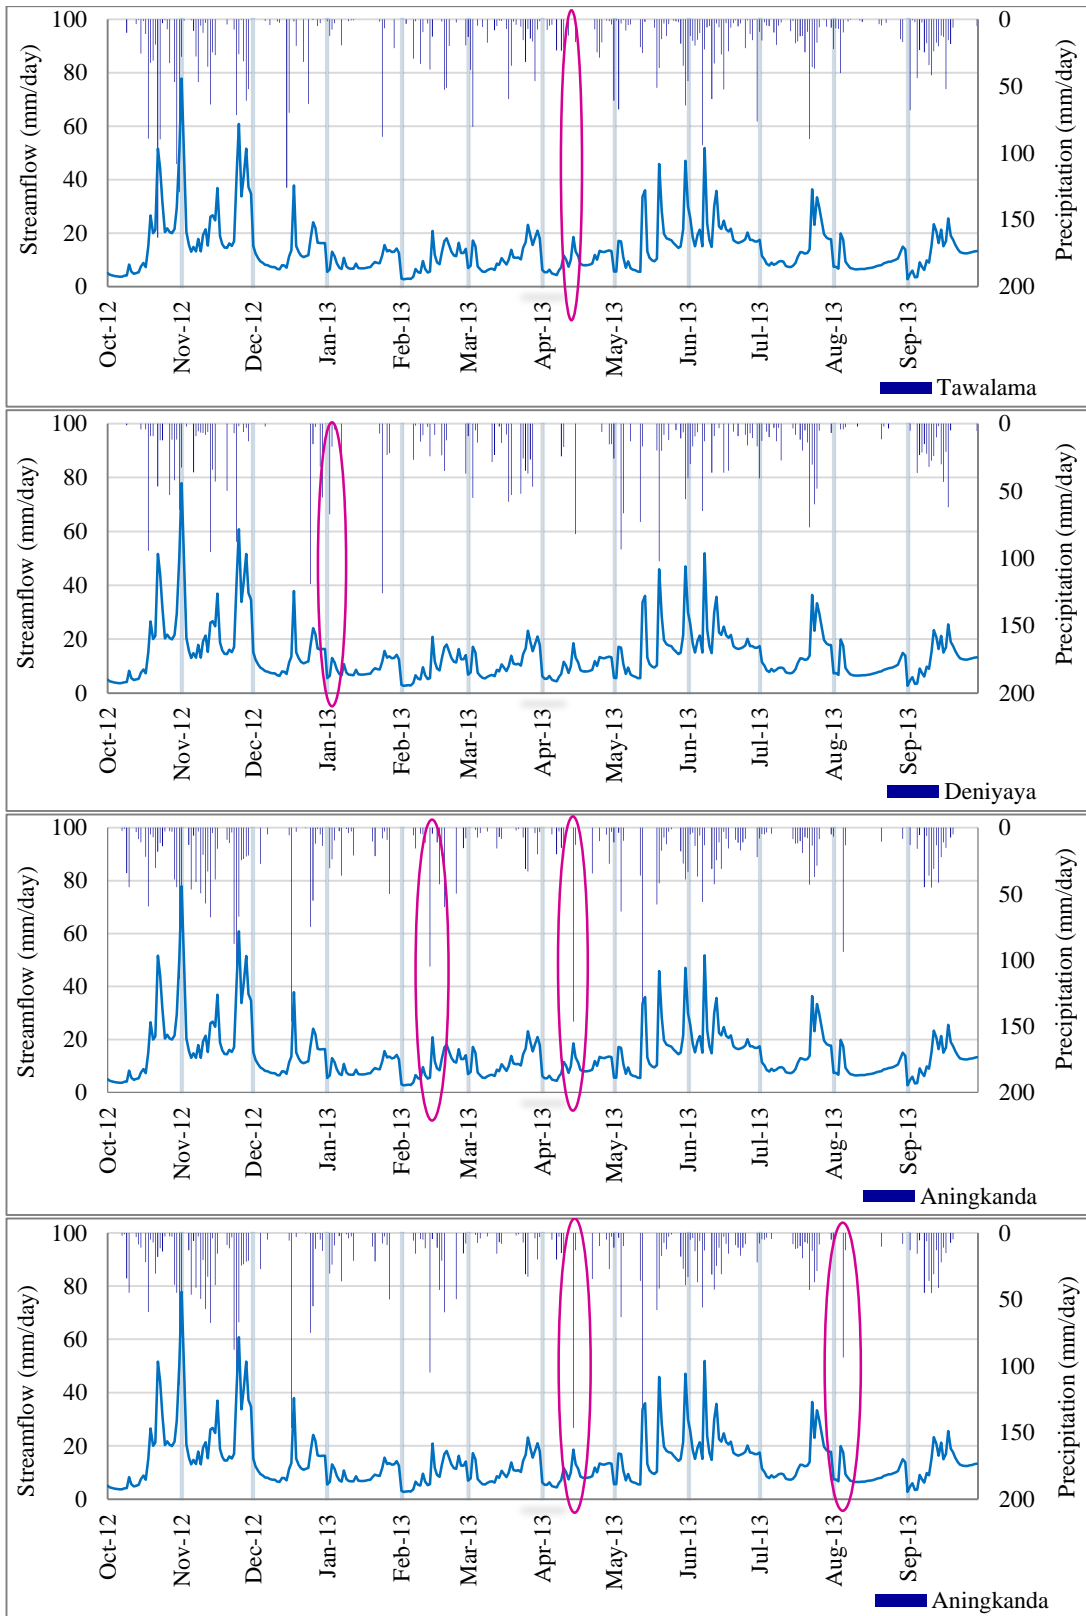 100
80
60
40
20
0
Streamflow (mm/day)
0
50
100
150
200
Precipitation (mm/day)
Oct-12
Nov-12
Dec-12
Jan-13
Feb-13
Mar-13
Apr-13
May-13
Jun-13
Jul-13
Aug-13
Sep-13
Tawalama
100
80
60
40
20
0
Streamflow (mm/day)
0
50
100
150
200
Precipitation (mm/day)
Oct-12
Nov-12
Dec-12
Jan-13
Feb-13
Mar-13
Apr-13
May-13
Jun-13
Jul-13
Aug-13
Sep-13
Deniyaya
100
80
60
40
20
0
Streamflow (mm/day)
0
50
100
150
200
Precipitation (mm/day)
Oct-12
Nov-12
Dec-12
Jan-13
Feb-13
Mar-13
Apr-13
May-13
Jun-13
Jul-13
Aug-13
Sep-13
Aningkanda
100
80
60
40
20
0
Streamflow (mm/day)
0
50
100
150
200
Precipitation (mm/day)
Oct-12
Nov-12
Dec-12
Jan-13
Feb-13
Mar-13
Apr-13
May-13
Jun-13
Jul-13
Aug-13
Sep-13
Aningkanda